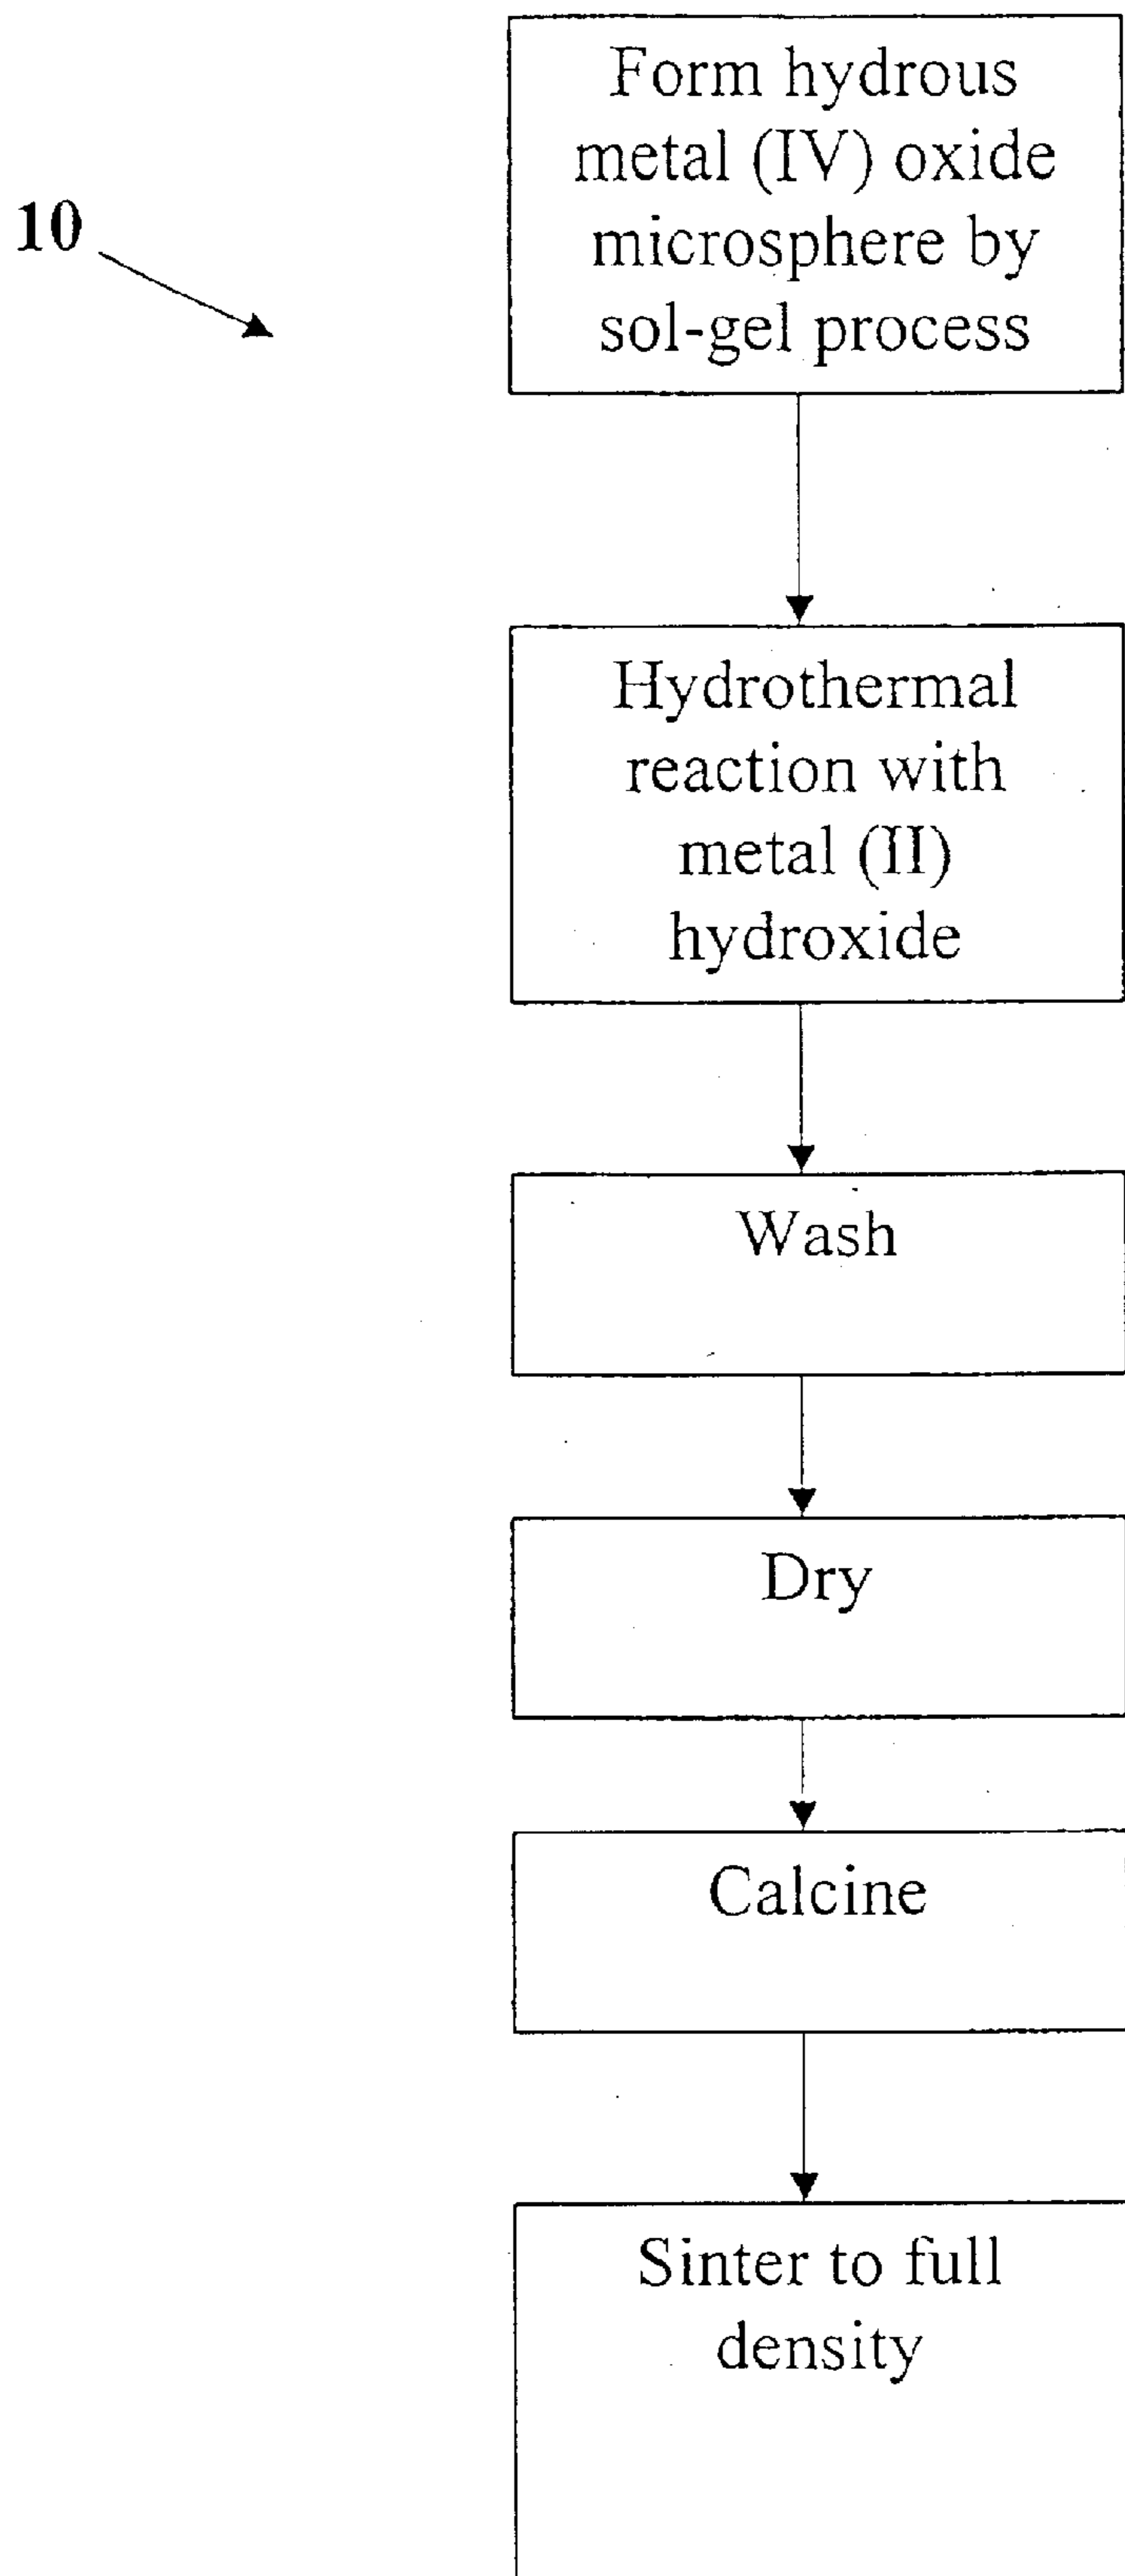 Form hydrous
metal (IV) oxide
microsphere by
sol-gel process
10
Hydrothermal
reaction with
metal (II)
hydroxide
Wash
Dry
Calcine
Sinter to full
density